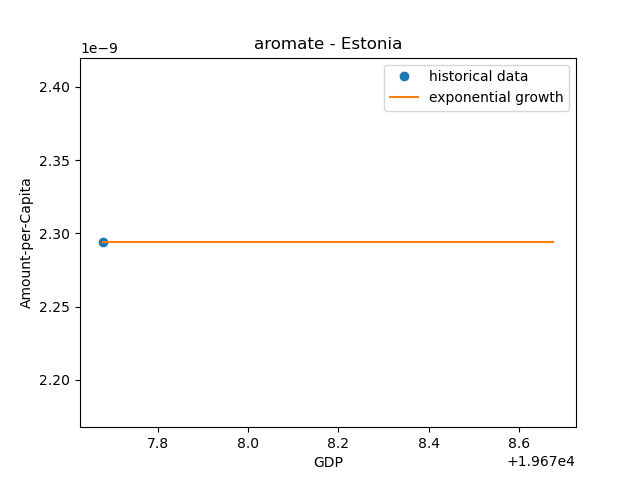 aromate - Estonia
1e−9
historical data
exponential growth
2.40
2.35
2.30
2.25
2.20
Amount-per-Capita
7.8 8.0 8.2 8.4 8.6
GDP
+1.967e4